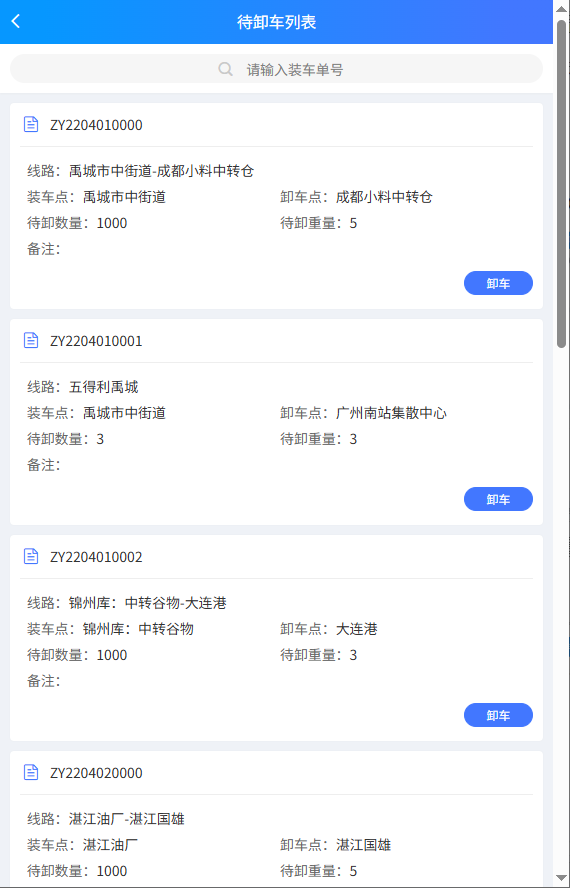 待卸车列表
请输入装车单号
ZY2204010000
线路：禹城市中街道-成都小料中转仓
装车点：禹城市中街道 卸车点：成都小料中转仓
待卸数量：1000 待卸重量：5
备注：
卸车
ZY2204010001
线路：五得利禹城
装车点：禹城市中街道 卸车点：广州南站集散中心
待卸数量：3 待卸重量：3
备注：
卸车
ZY2204010002
线路：锦州库：中转谷物-大连港
装车点：锦州库：中转谷物 卸车点：大连港
待卸数量：1000 待卸重量：3
备注：
卸车
ZY2204020000
线路：湛江油厂-湛江国雄
装车点：湛江油厂 卸车点：湛江国雄
待卸数量：1000 待卸重量：5